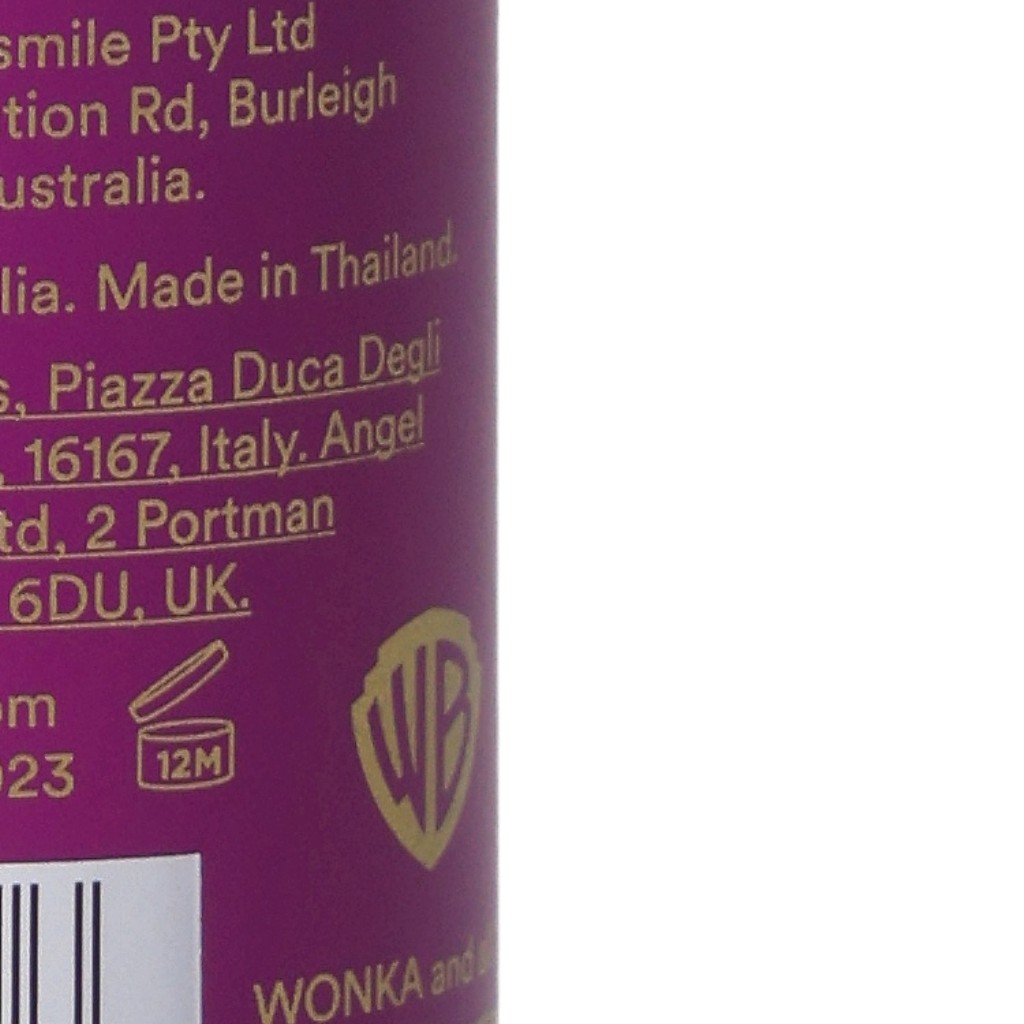 smile Pty Ltd
tion Rd, Burleigh
ustralia.
lia. Made in Thailand.
s, Piazza Duca Degli
, 16167, Italy. Angel
td, 2 Portman
6DU, UK.
om
023
12M
WB
WONKA and